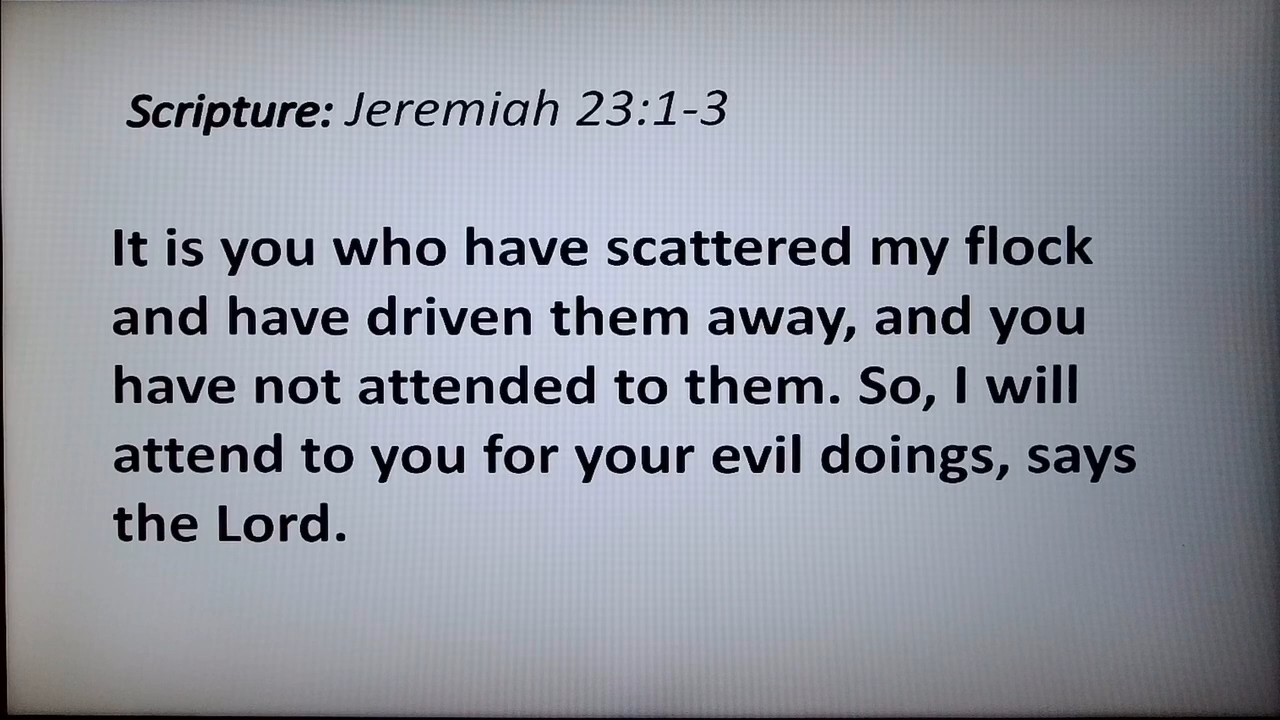 Scripture: Jeremiah 23:1-3
It is you who have scattered my flock
and have driven them away, and you
have not attended to them. So, I will
attend to you for your evil doings, says
the Lord.